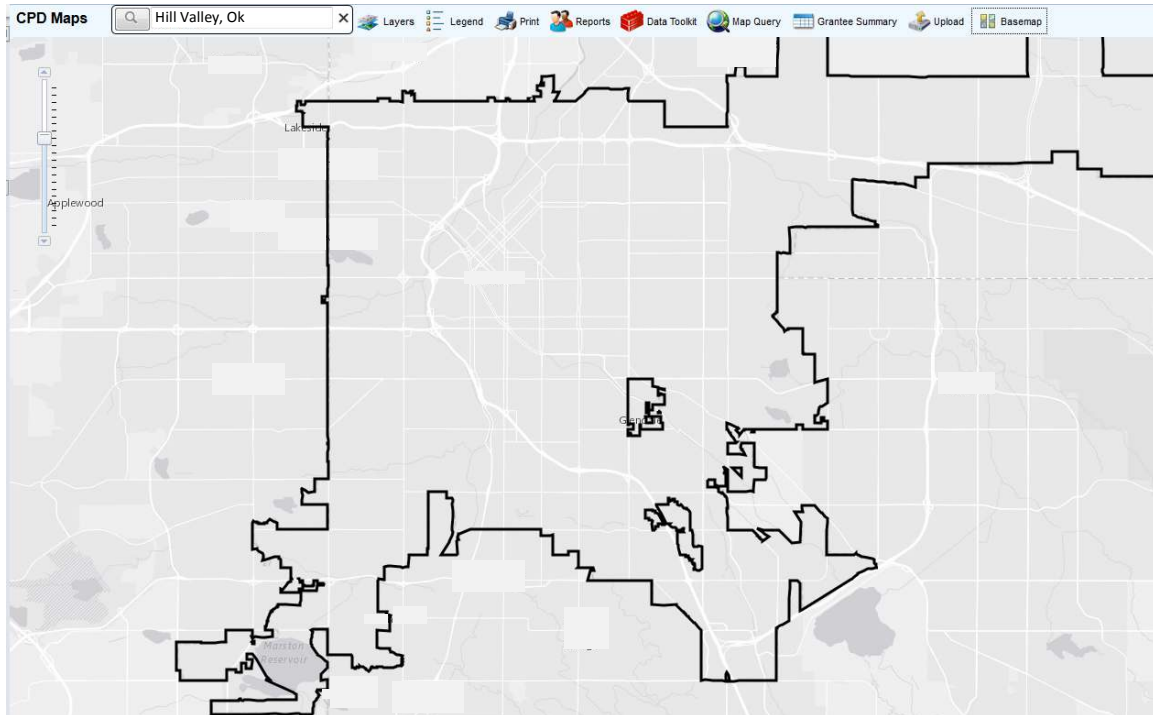 CPD Maps Hill Valley, Ok Layers Legend Print Reports Data Toolkit Map Query Grantee Summary Upload Basemap
Lakeside
Applewood
Marston
Reservoir